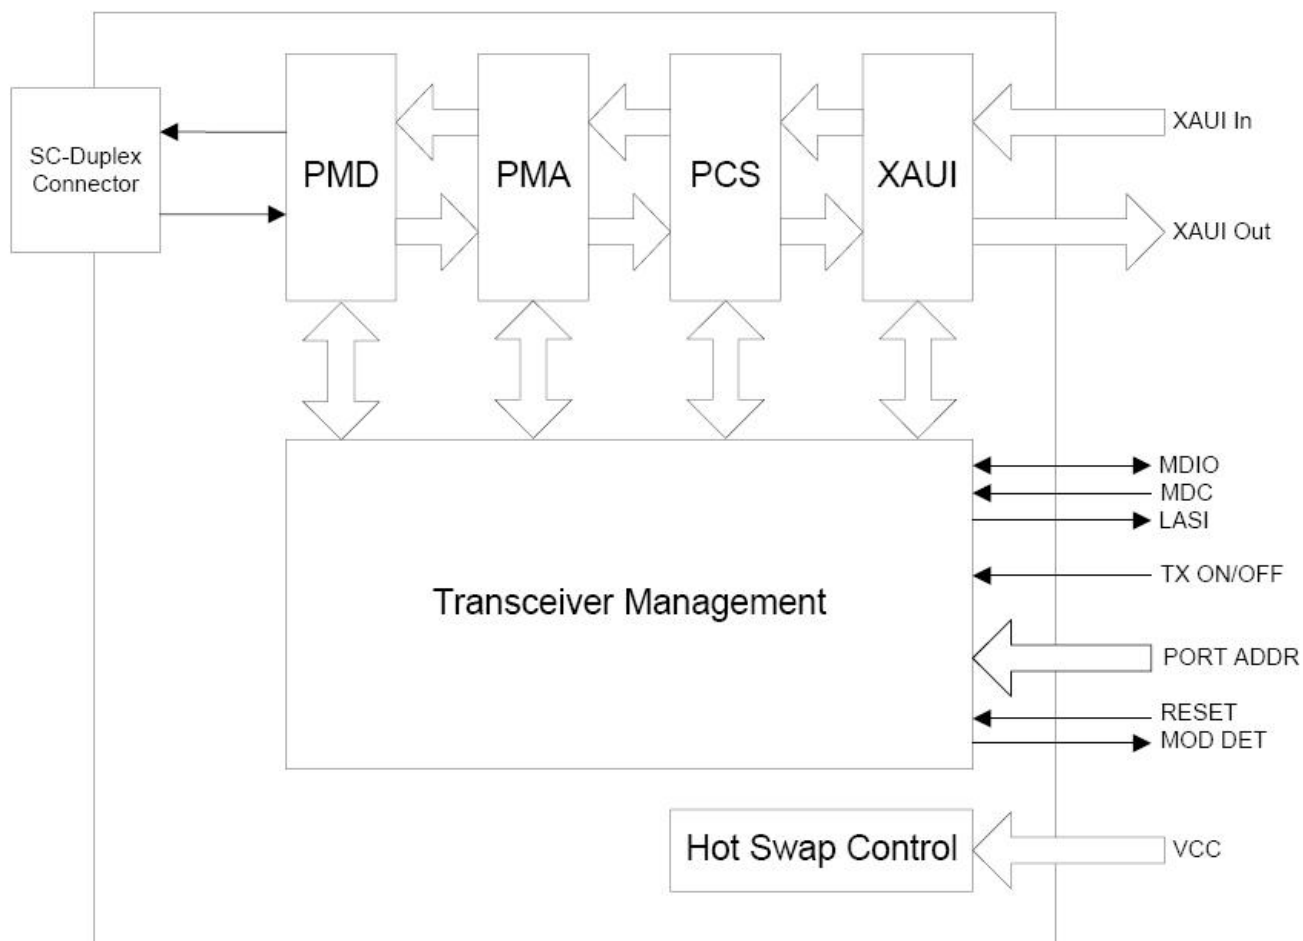 SC-Duplex
Connector
PMD
PMA
PCS
XAUI
XAUI In
XAUI Out
MDIO
MDC
LASI
TX ON/OFF
Transceiver Management
PORT ADDR
RESET
MOD DET
Hot Swap Control
VCC